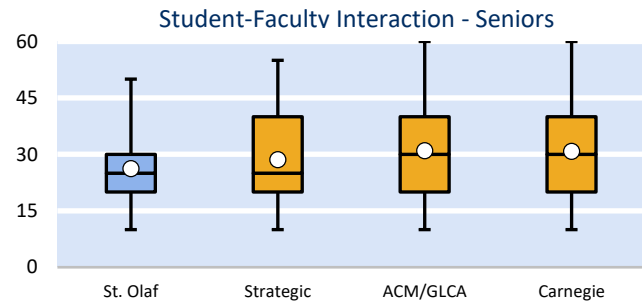 Student-Faculty Interaction - Seniors
60
45
30
15
0
St. Olaf Strategic ACM/GLCA Carnegie